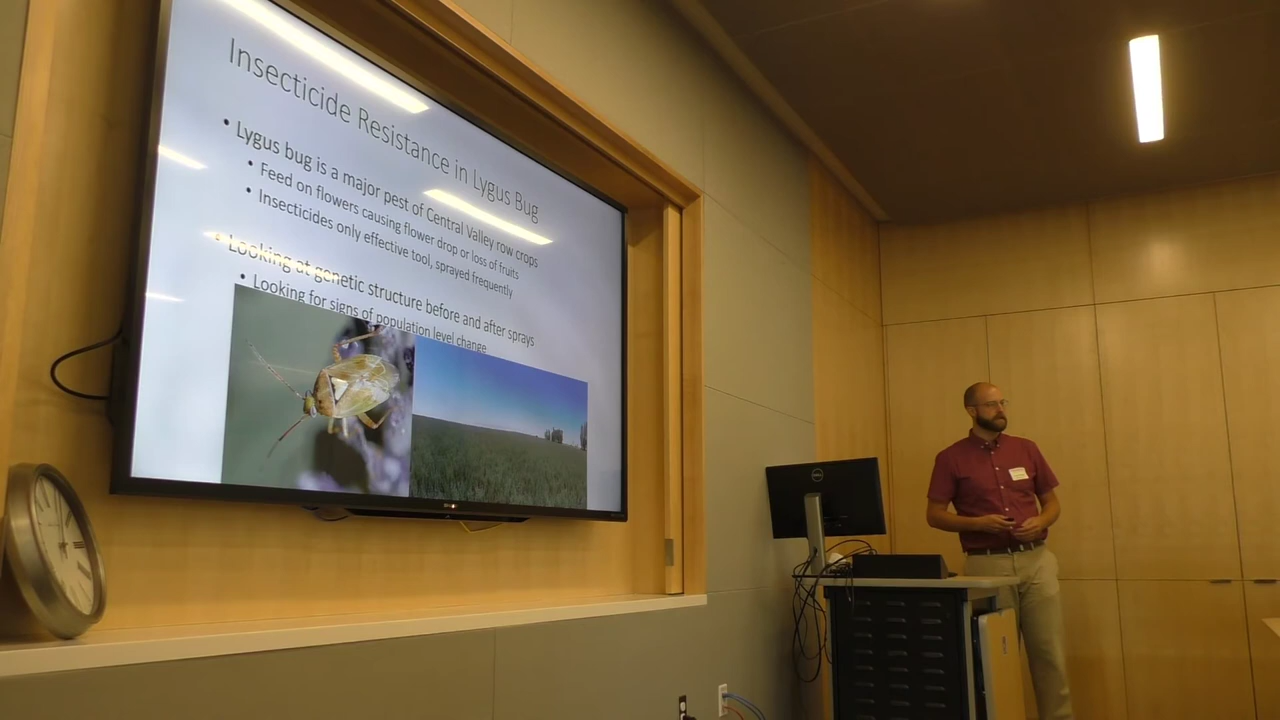 Insecticide Resistance in Lygus Bug
• Lygus bug is a major pest of Central Valley row crops
• Feed on flowers causing flower drop or loss of fruits
• Insecticides only effective tool, sprayed frequently
• Looking at genetic structure before and after sprays
• Looking for signs of population level change
DELL